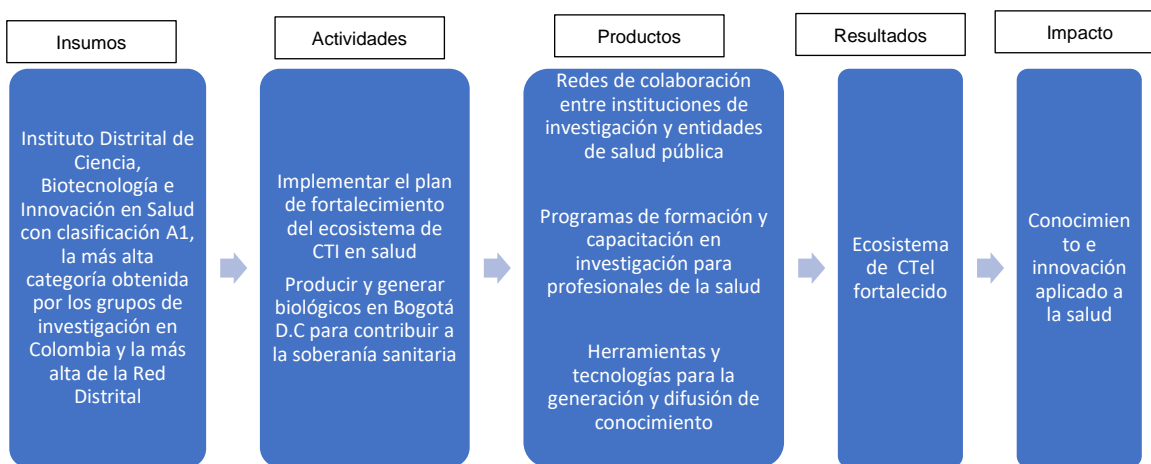 Insumos
Instituto Distrital de
Ciencia,
Biotecnología e
Innovación en Salud
con clasificación A1,
la más alta
categoría obtenida
por los grupos de
investigación en
Colombia y la más
alta de la Red
Distrital
Actividades
Implementar el plan
de fortalecimiento
del ecosistema de
CTI en salud
Producir y generar
biológicos en Bogotá
D.C para contribuir a
la soberanía sanitaria
Productos
Redes de colaboración
entre instituciones de
investigación y entidades
de salud pública
Programas de formación y
capacitación en
investigación para
profesionales de la salud
Herramientas y
tecnologías para la
generación y difusión de
conocimiento
Resultados
Ecosistema
de CTeI
fortalecido
Impacto
Conocimien
to e
innovación
aplicado a
la salud